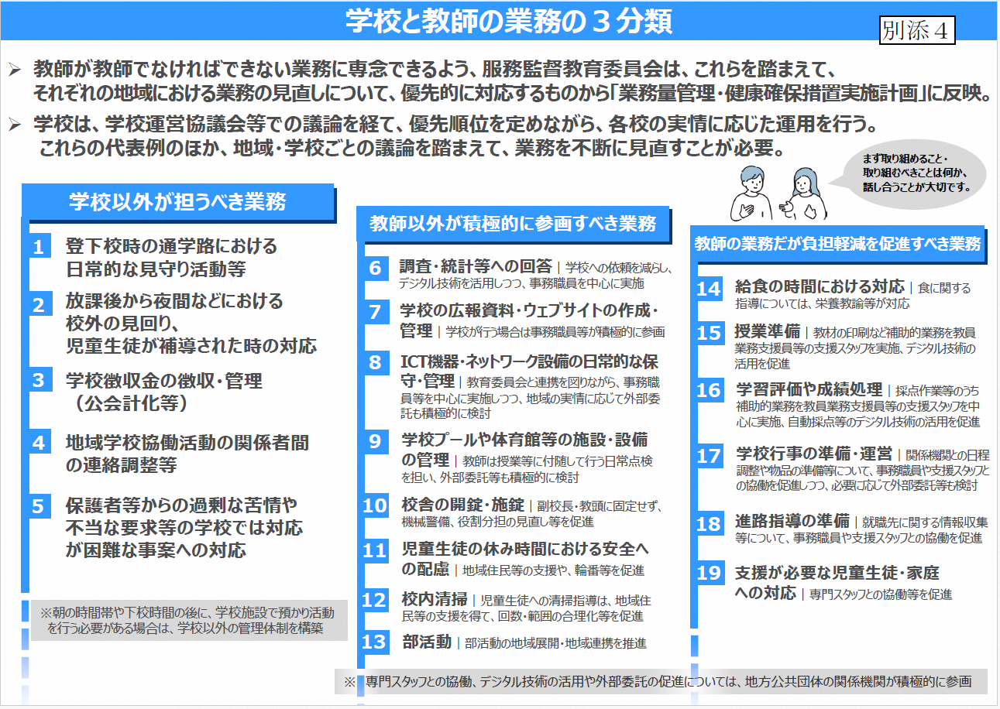 学校と教師の業務の３分類
別添４
➢ 教師が教師でなければできない業務に専念できるよう、服務監督教育委員会は、これらを踏まえて、
それぞれの地域における業務の見直しについて、優先的に対応するものから「業務量管理・健康確保措置実施計画」に反映。
➢ 学校は、学校運営協議会等での議論を経て、優先順位を定めながら、各校の実情に応じた運用を行う。
これらの代表例のほか、地域・学校ごとの議論を踏まえて、業務を不断に見直すことが必要。
まず取り組めること・
取り組むべきことは何か、
話し合うことが大切です。
学校以外が担うべき業務
1 登下校時の通学路における
日常的な見守り活動等
2 放課後から夜間などにおける
校外の見回り、
児童生徒が補導された時の対応
3 学校徴収金の徴収・管理
（公会計化等）
4 地域学校協働活動の関係者間
の連絡調整等
5 保護者等からの過剰な苦情や
不当な要求等の学校では対応
が困難な事案への対応
※朝の時間帯や下校時間の後に、学校施設で預かり活動
を行う必要がある場合は、学校以外の管理体制を構築
教師以外が積極的に参画すべき業務
6 調査・統計等への回答｜学校への依頼を減らし、
デジタル技術を活用しつつ、事務職員を中心に実施
7 学校の広報資料・ウェブサイトの作成・
管理｜学校が行う場合は事務職員等が積極的に参画
8 ICT機器・ネットワーク設備の日常的な保
守・管理｜教育委員会と連携を図りながら、事務職
員等を中心に実施しつつ、地域の実情に応じて外部委
託も積極的に検討
9 学校プールや体育館等の施設・設備
の管理｜教師は授業等に付随して行う日常点検
を担い、外部委託等も積極的に検討
10 校舎の開錠・施錠｜副校長・教頭に固定せず、
機械警備、役割分担の見直し等を促進
11 児童生徒の休み時間における安全へ
の配慮｜地域住民等の支援や、輪番等を促進
12 校内清掃｜児童生徒への清掃指導は、地域住
民等の支援を得て、回数・範囲の合理化等を促進
13 部活動｜部活動の地域展開・地域連携を推進
教師の業務だが負担軽減を促進すべき業務
14 給食の時間における対応｜食に関する
指導については、栄養教諭等が対応
15 授業準備｜教材の印刷など補助的業務を教員
業務支援員等の支援スタッフを実施、デジタル技術の
活用を促進
16 学習評価や成績処理｜採点作業等のうち
補助的業務を教員業務支援員等の支援スタッフを中
心に実施、自動採点等のデジタル技術の活用を促進
17 学校行事の準備・運営｜関係機関との日程
調整や物品の準備等について、事務職員や支援スタッフと
の協働を促進しつつ、必要に応じて外部委託等も検討
18 進路指導の準備｜就職先に関する情報収集
等について、事務職員や支援スタッフとの協働を促進
19 支援が必要な児童生徒・家庭
への対応｜専門スタッフとの協働等を促進
※ 専門スタッフとの協働、デジタル技術の活用や外部委託の促進については、地方公共団体の関係機関が積極的に参画